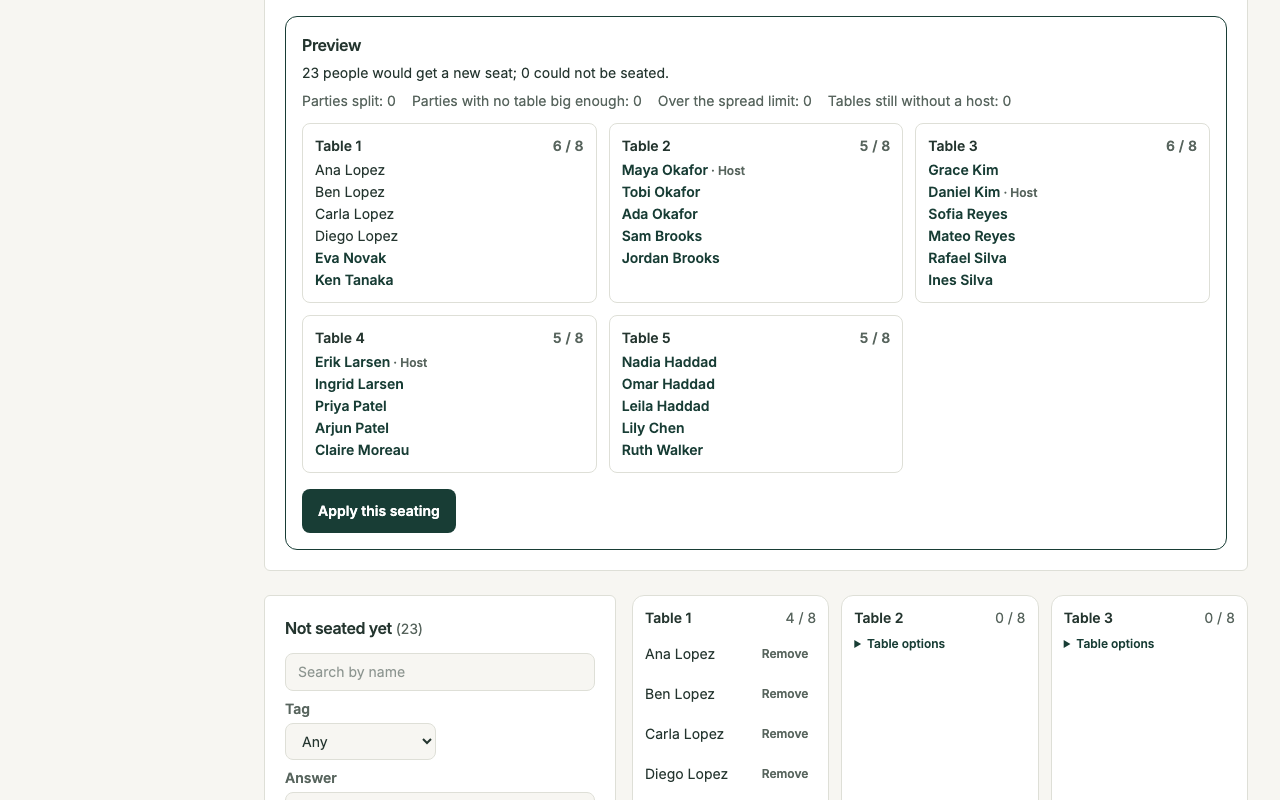 Preview
23 people would get a new seat; 0 could not be seated.
Parties split: 0 Parties with no table big enough: 0 Over the spread limit: 0 Tables still without a host: 0
Table 1 6 / 8
Ana Lopez
Ben Lopez
Carla Lopez
Diego Lopez
Eva Novak
Ken Tanaka
Table 2 5 / 8
Maya Okafor · Host
Tobi Okafor
Ada Okafor
Sam Brooks
Jordan Brooks
Table 3 6 / 8
Grace Kim
Daniel Kim · Host
Sofia Reyes
Mateo Reyes
Rafael Silva
Ines Silva
Table 4 5 / 8
Erik Larsen · Host
Ingrid Larsen
Priya Patel
Arjun Patel
Claire Moreau
Table 5 5 / 8
Nadia Haddad
Omar Haddad
Leila Haddad
Lily Chen
Ruth Walker
Apply this seating
Not seated yet (23)
Search by name
Tag
Any
Answer
Table 1 4 / 8
Ana Lopez Remove
Ben Lopez Remove
Carla Lopez Remove
Diego Lopez Remove
Table 2 0 / 8
Table options
Table 3 0 / 8
Table options